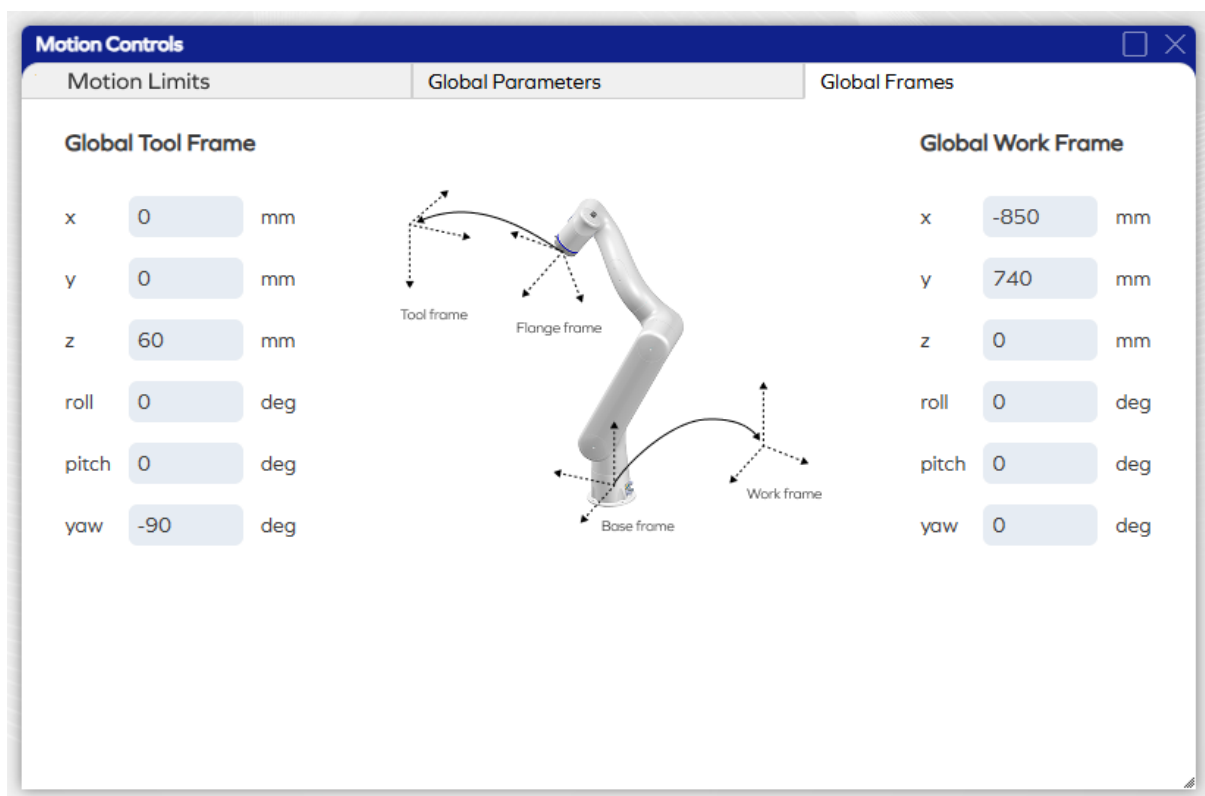 Motion Controls
Motion Limits
Global Parameters
Global Frames
Global Tool Frame
x 0 mm
y 0 mm
z 60 mm
roll 0 deg
pitch 0 deg
yaw -90 deg
Tool frame
Flange frame
Work frame
Base frame
Global Work Frame
x -850 mm
y 740 mm
z 0 mm
roll 0 deg
pitch 0 deg
yaw 0 deg